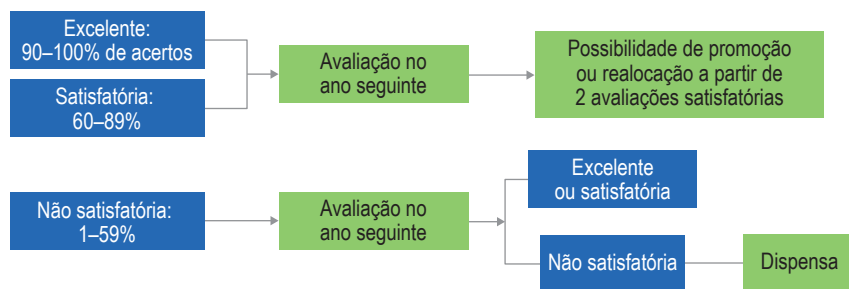 Excelente:
90–100% de acertos
Satisfatória:
60–89%
Avaliação no
ano seguinte
Possibilidade de promoção
ou realocação a partir de
2 avaliações satisfatórias
Não satisfatória:
1–59%
Avaliação no
ano seguinte
Excelente
ou satisfatória
Não satisfatória
Dispensa